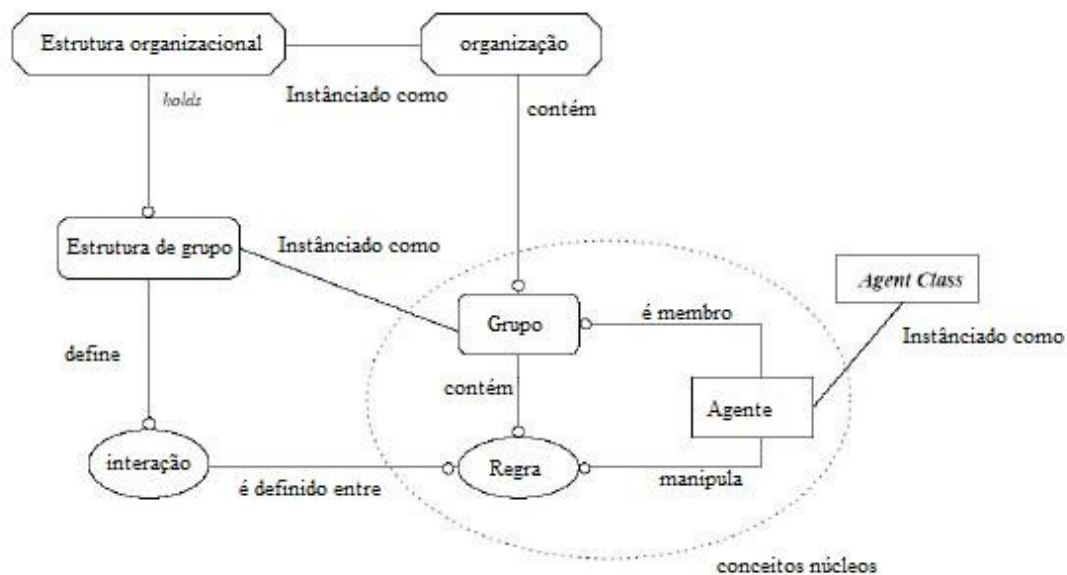 Estrutura organizacional
organização
holds
Instânciado como
contém
Estrutura de grupo
Instânciado como
Agent Class
Grupo
é membro
Instânciado como
define
contém
Agente
interação
Regra
é definido entre
manipula
conceitos núcleos